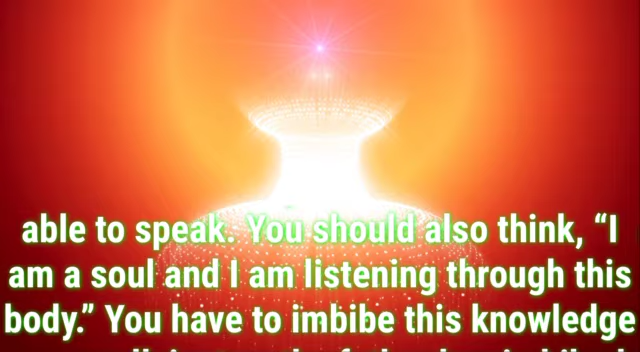 able to speak. You should also think, “I
am a soul and I am listening through this
body.” You have to imbibe this knowledge